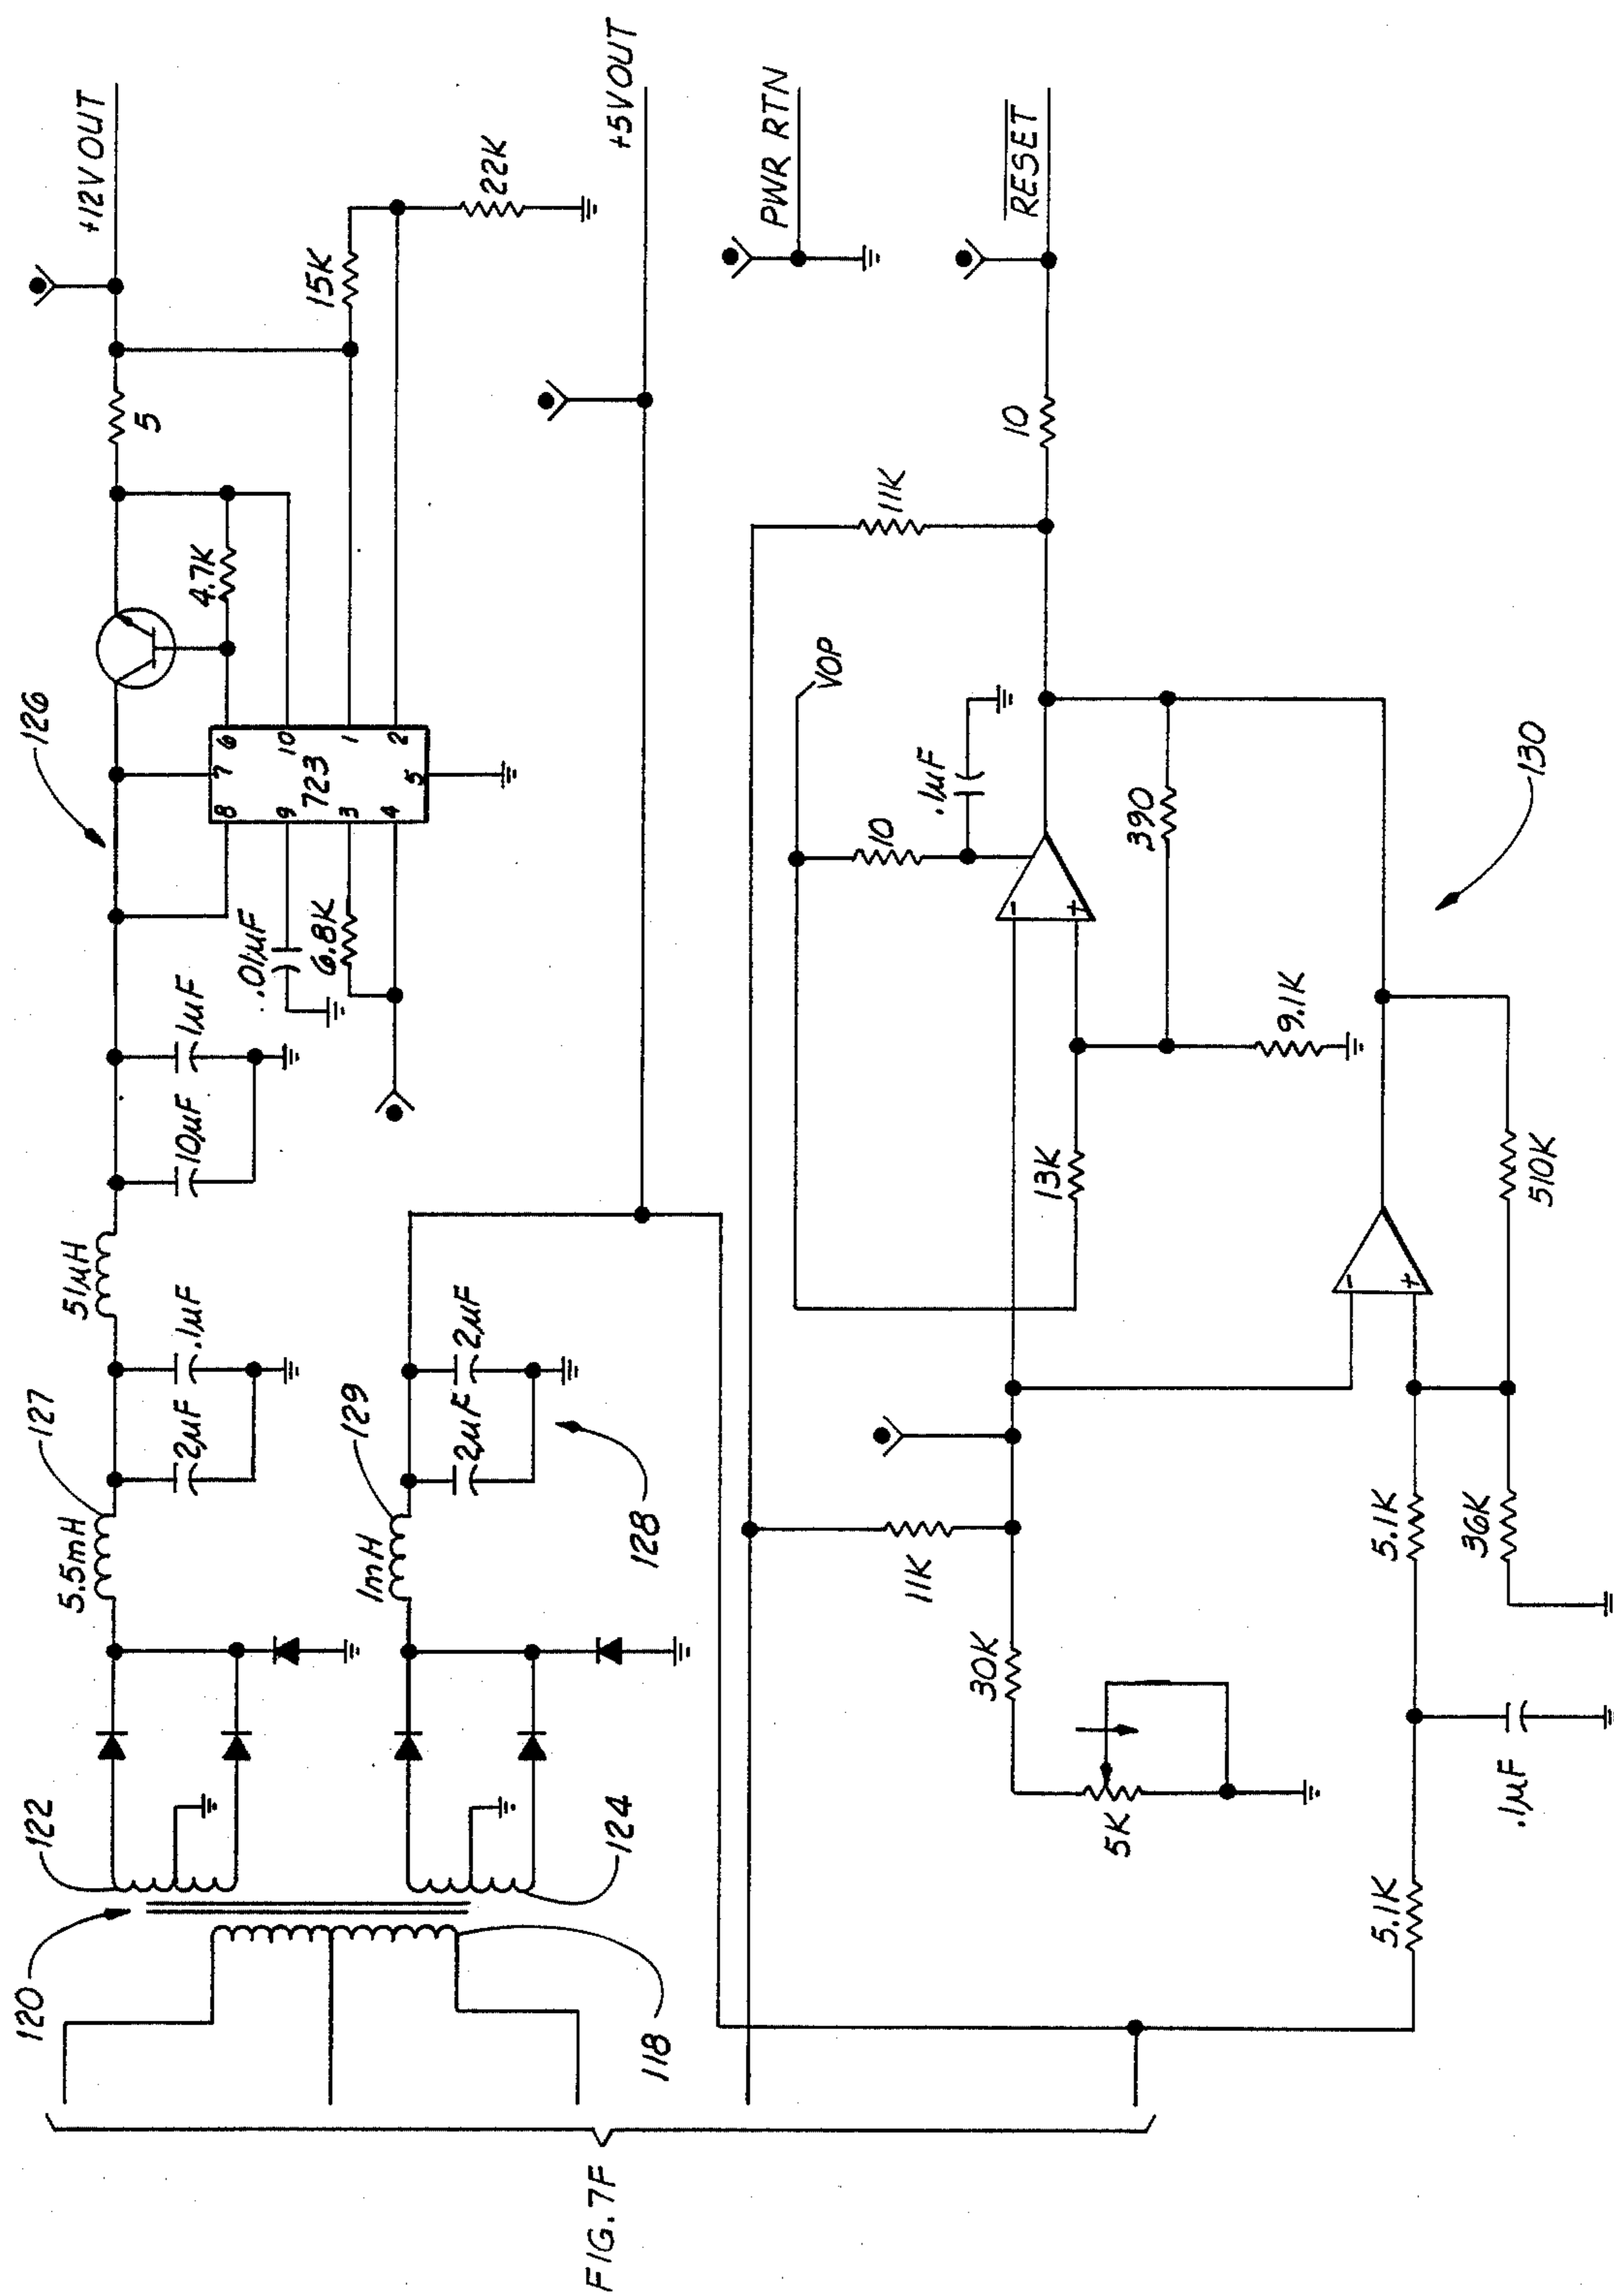 120
122
5.5mH
127
2µF
.1µF
51µH
10µF
1µF
126
.01µF
6.8K
8
7
6
9
10
723
3
1
4
2
5
4.7K
5
+12V OUT
15K
22K
124
118
1mH
129
2µF
2µF
128
+5V OUT
PWR RTN
11K
30K
5K
VOP
10
.1µF
-
+
13K
390
9.1K
11K
10
RESET
5.1K
.1µF
5.1K
36K
-
+
510K
130
FIG. 7F